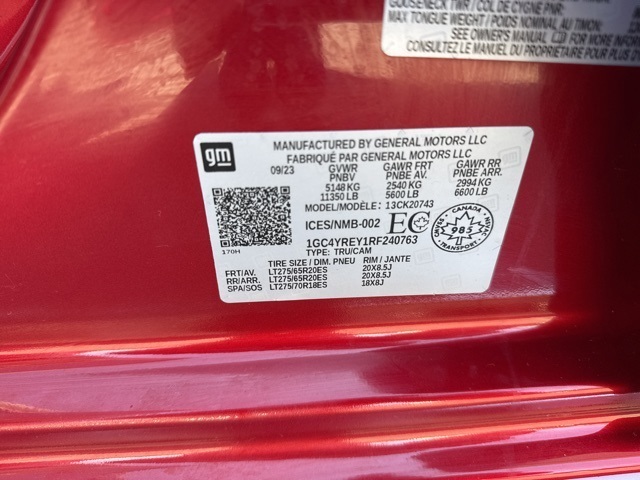 GOOSENECK TWR / COL DE CYGNE PNR:
MAX TONGUE WEIGHT / POIDS NOMINAL AU TIMON:
SEE OWNER'S MANUAL FOR MORE
CONSULTEZ LE MANUEL DU PROPRIETAIRE POUR PLUS D'IN
gm
MANUFACTURED BY GENERAL MOTORS LLC
FABRIQUÉ PAR GENERAL MOTORS LLC
09/23 GVWR GAWR FRT GAWR RR
PNBV PNBE AV. PNBE ARR.
5148 KG 2540 KG 2994 KG
11350 LB 5600 LB 6600 LB
MODEL/MODÈLE: 13CK20743
ICES/NMB-002 EC
CANADA 985
170H
1GC4YREY1RF240763
TYPE: TRU/CAM
TIRE SIZE / DIM. PNEU RIM / JANTE
FRT/AV. LT275/65R20ES 20X8.5J
RR/ARR. LT275/65R20ES 20X8.5J
SPA/SOS LT275/70R18ES 18X8J